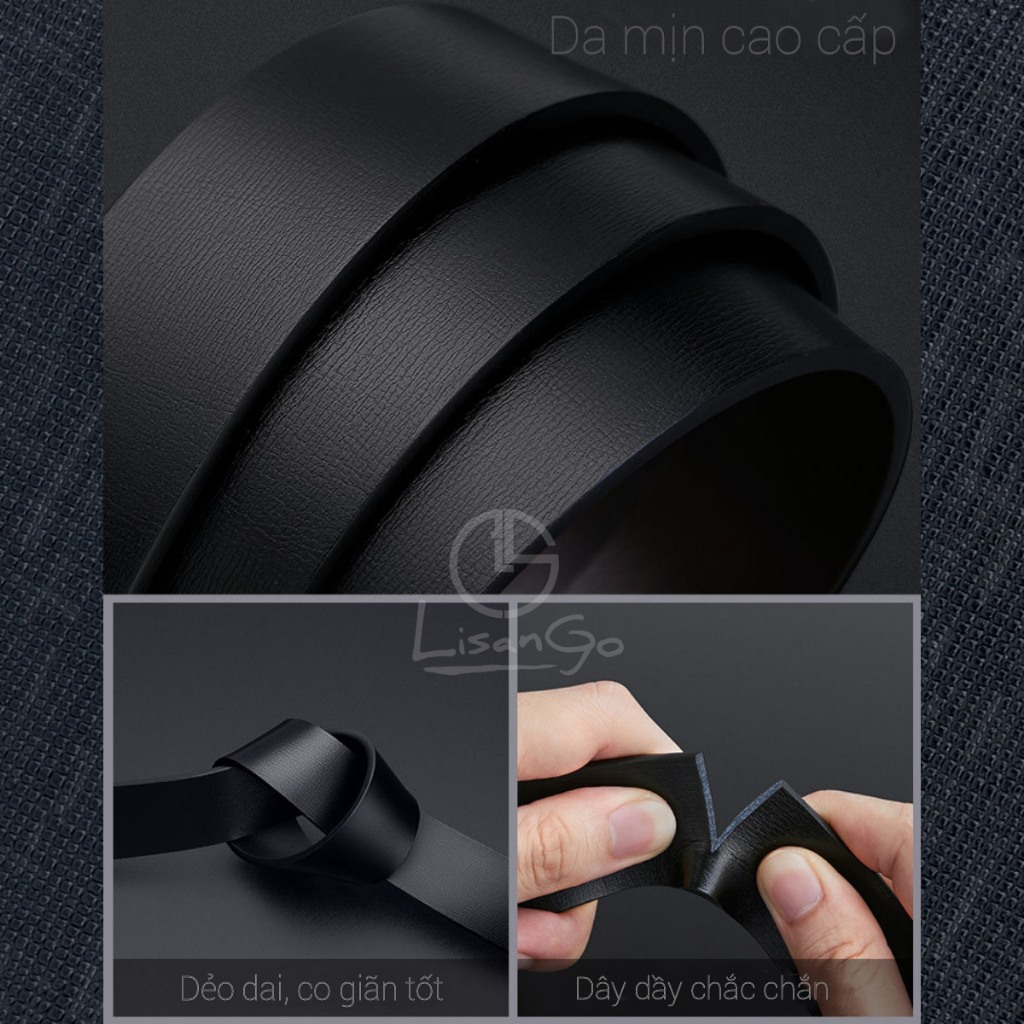 Da mịn cao cấp
LisanGo
Dẻo dai, co giãn tốt
Dây dầy chắc chắn